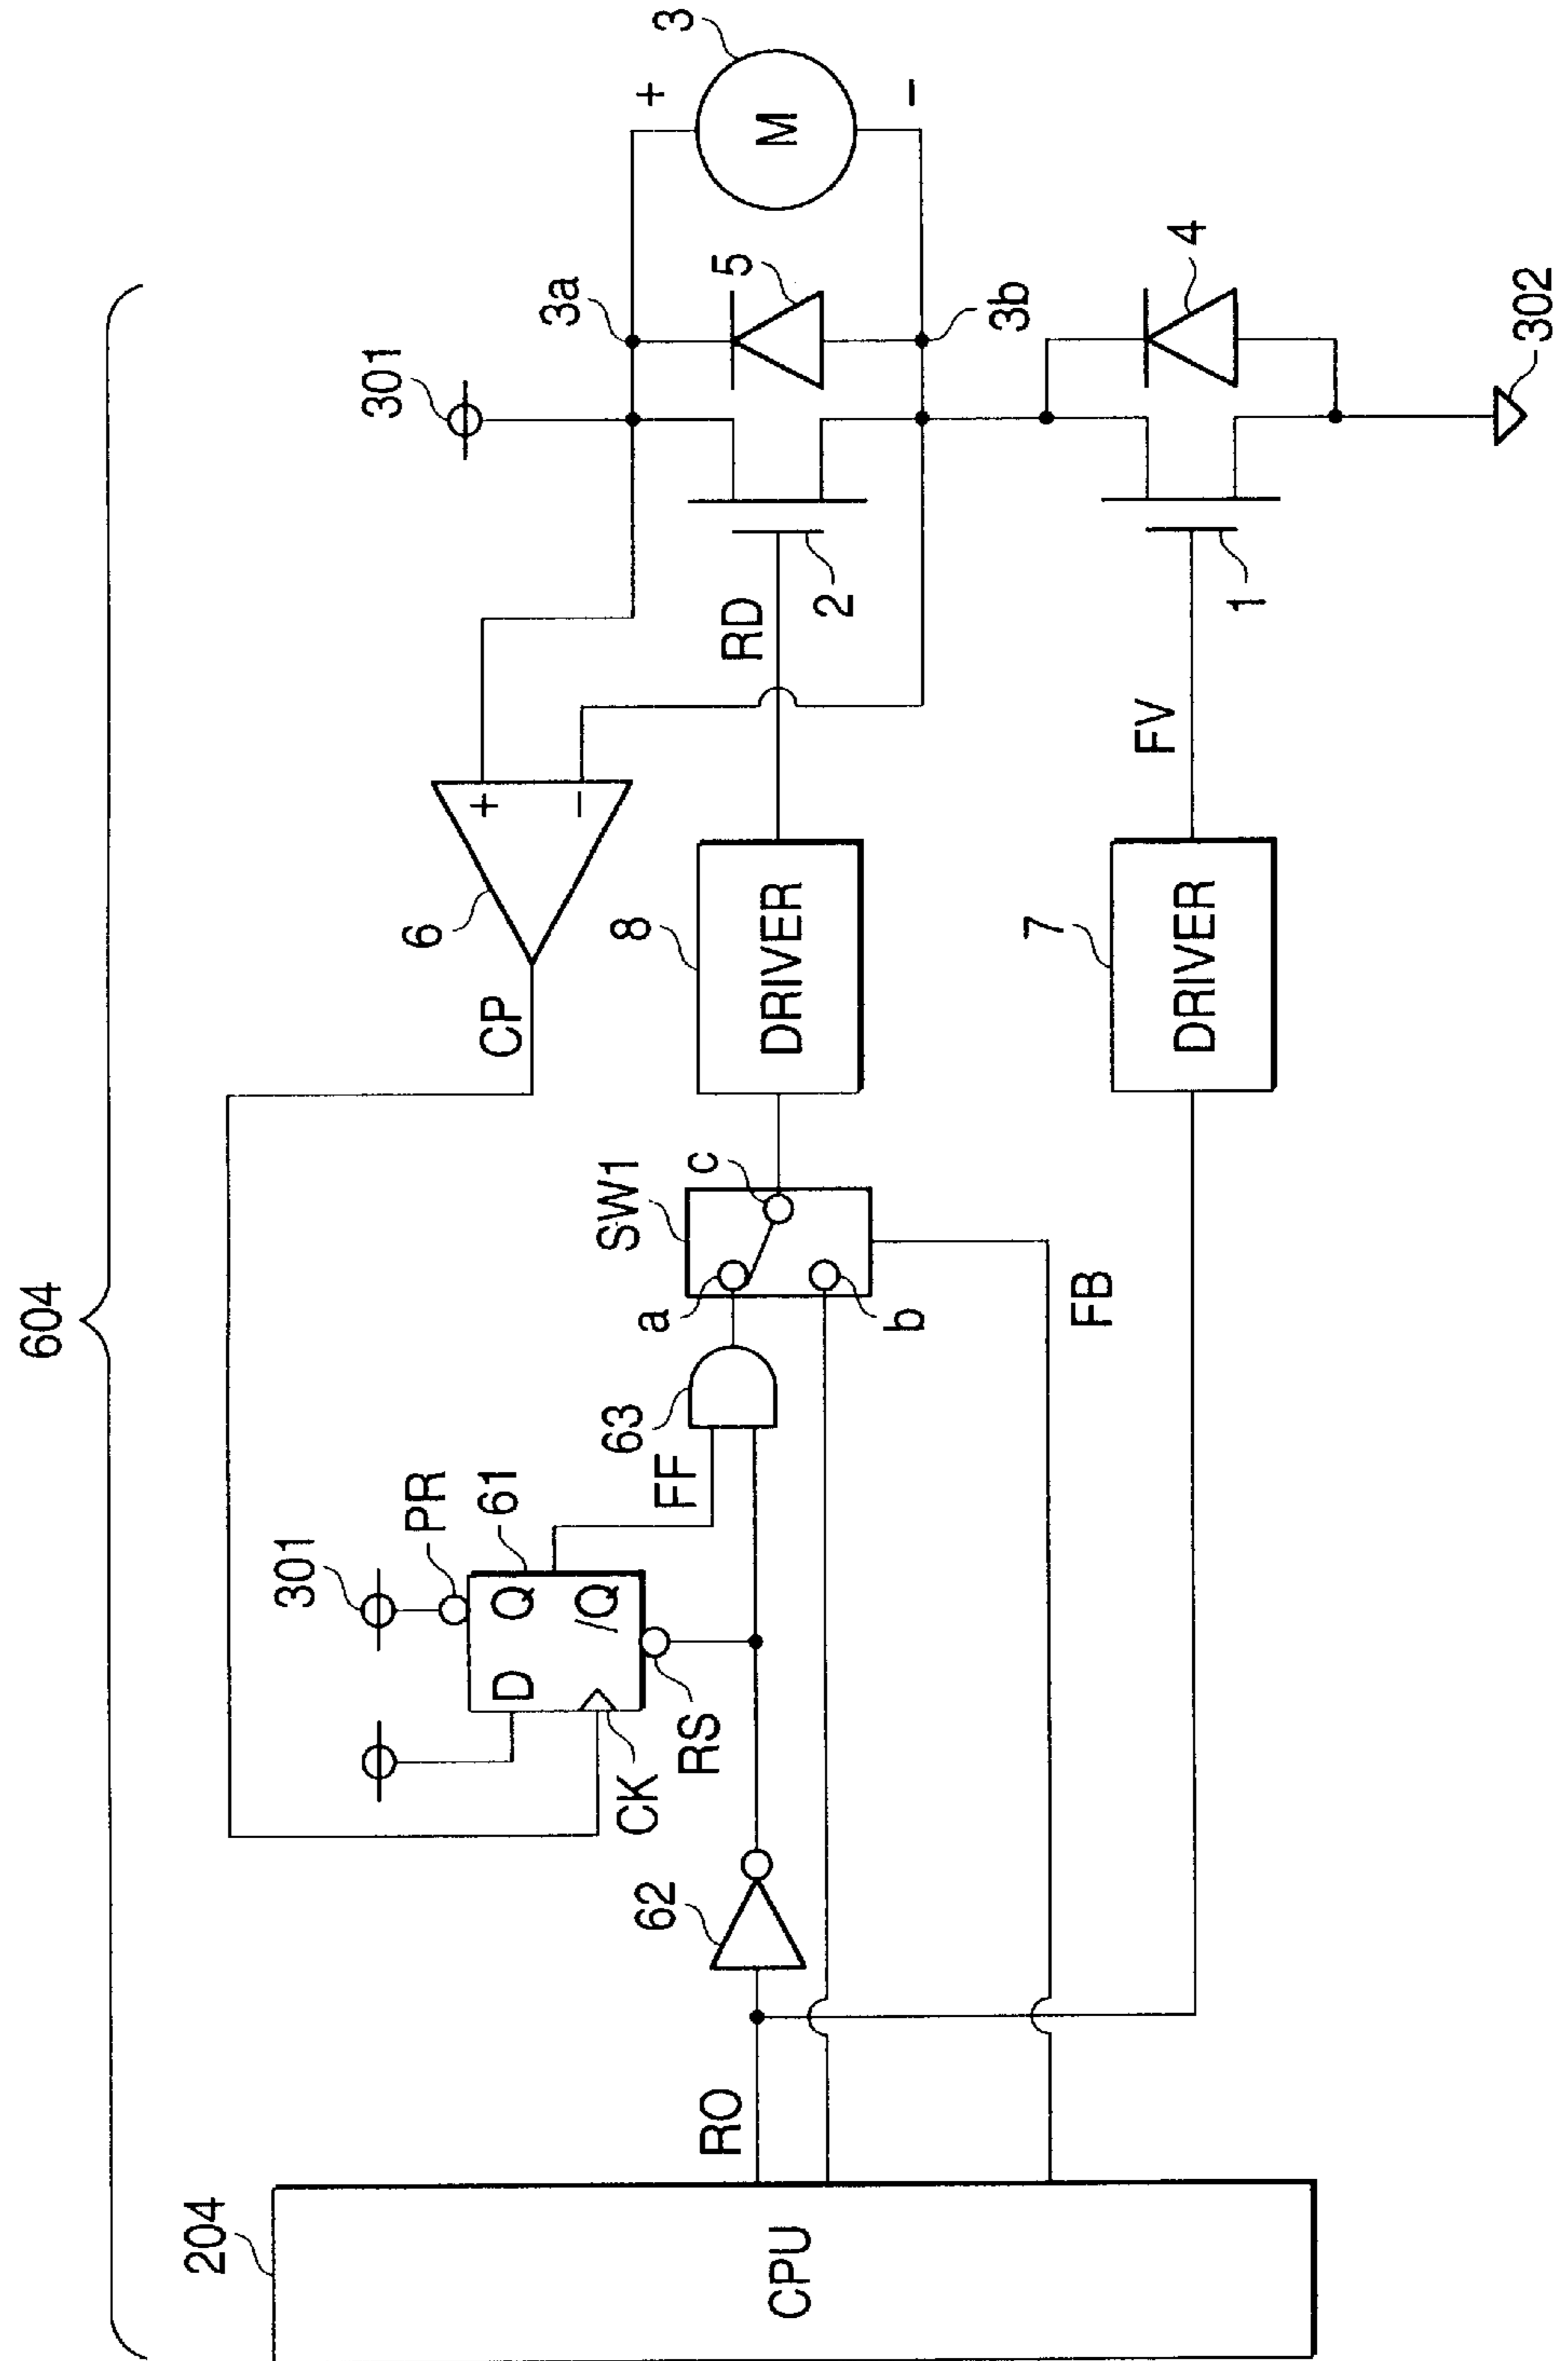 604
204
CPU
RO
62
CK
RS
D
Q
/Q
301
PR
61
FF
63
a
b
c
SW1
FB
CP
6
+
−
8
DRIVER
7
DRIVER
RD
FV
2
1
301
3a
3b
5
4
3
+
−
M
302